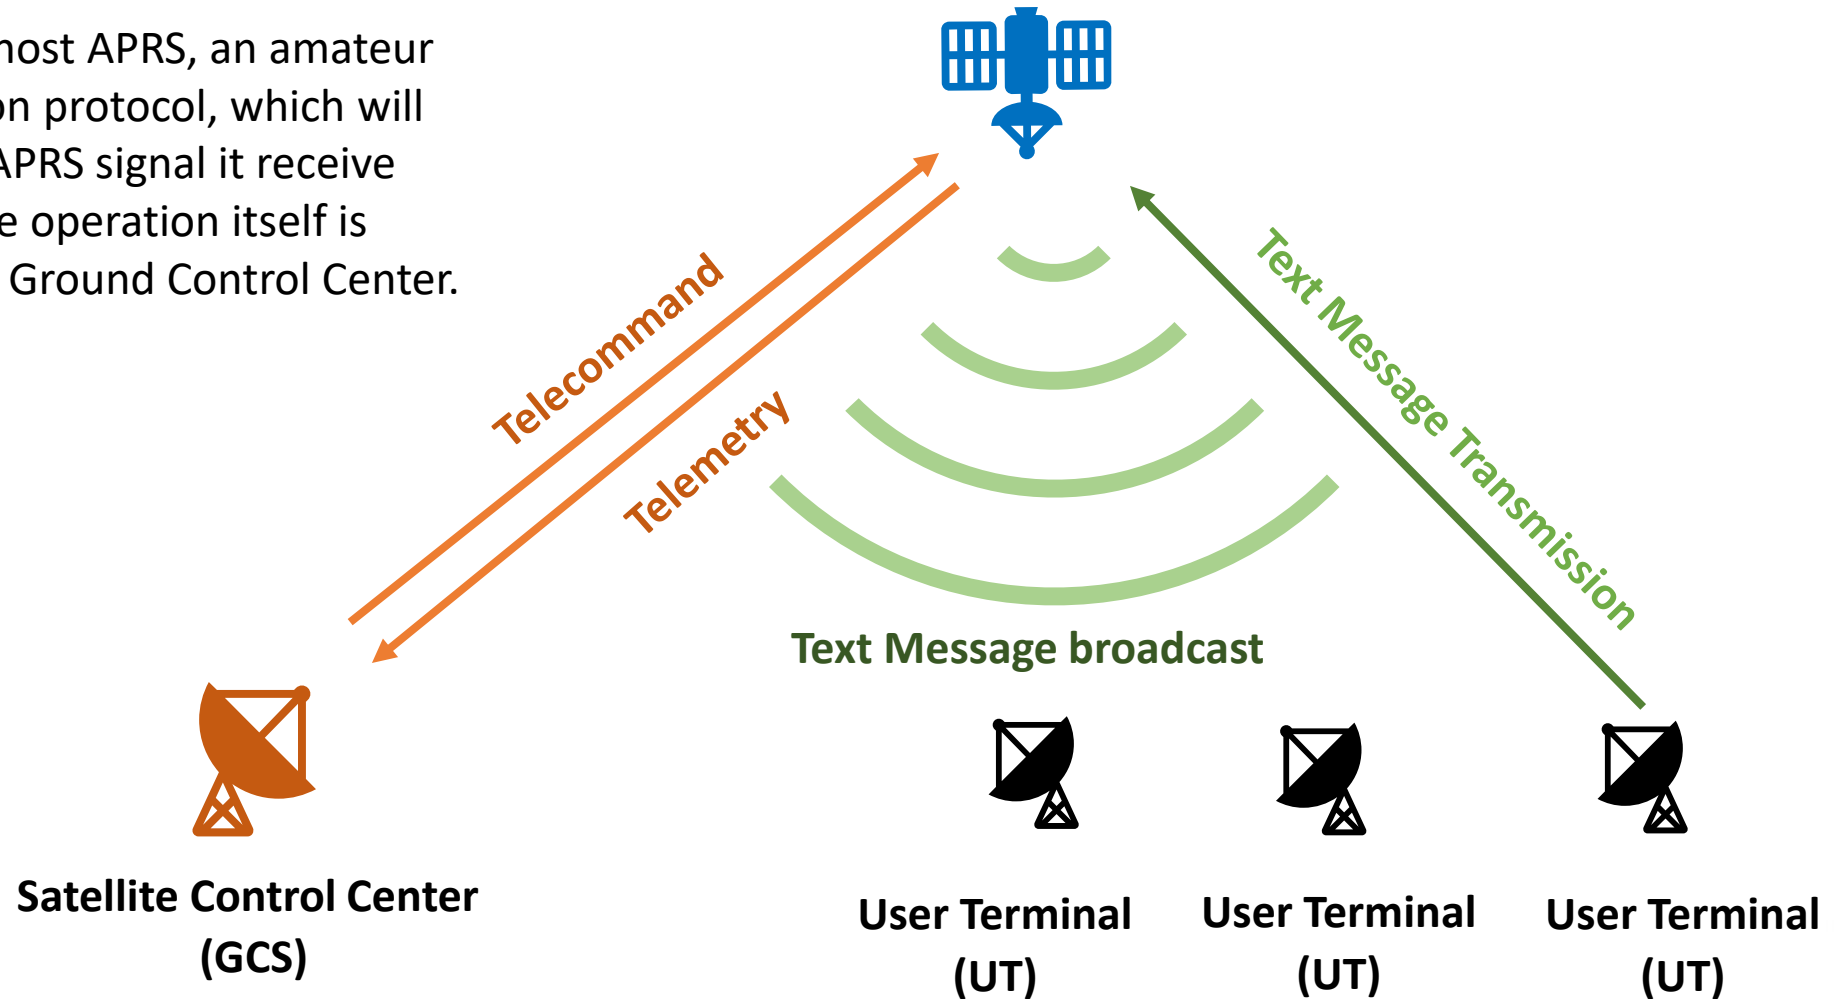 host APRS, an amateur
on protocol, which will
APRS signal it receive
e operation itself is
Ground Control Center.
Telecommand
Telemetry
Text Message Transmission
Text Message broadcast
Satellite Control Center
(GCS)
User Terminal
(UT)
User Terminal
(UT)
User Terminal
(UT)